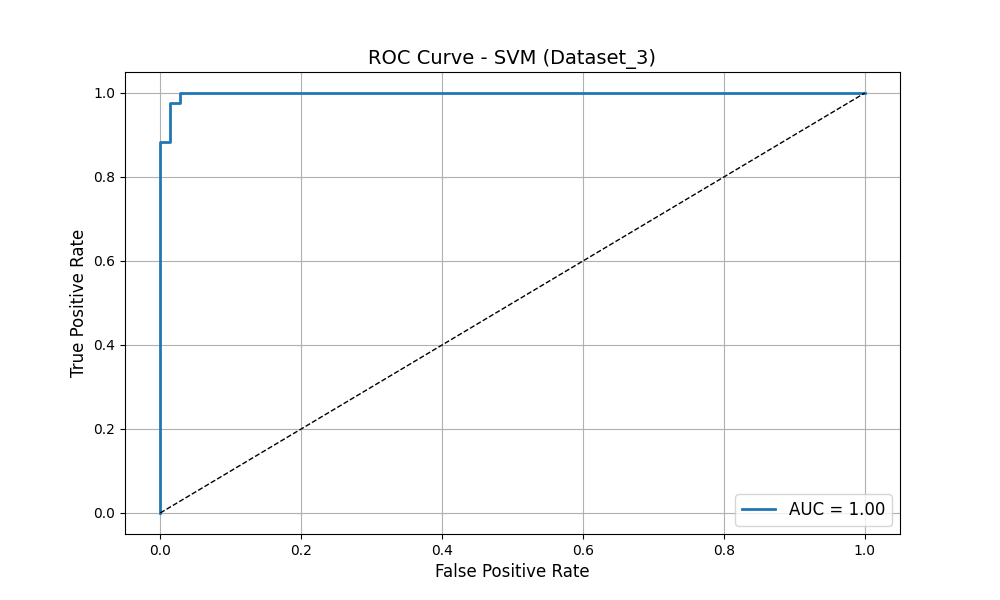 ROC Curve - SVM (Dataset_3)
True Positive Rate
1.0
0.8
0.6
0.4
0.2
0.0
0.0 0.2 0.4 0.6 0.8 1.0
False Positive Rate
AUC = 1.00